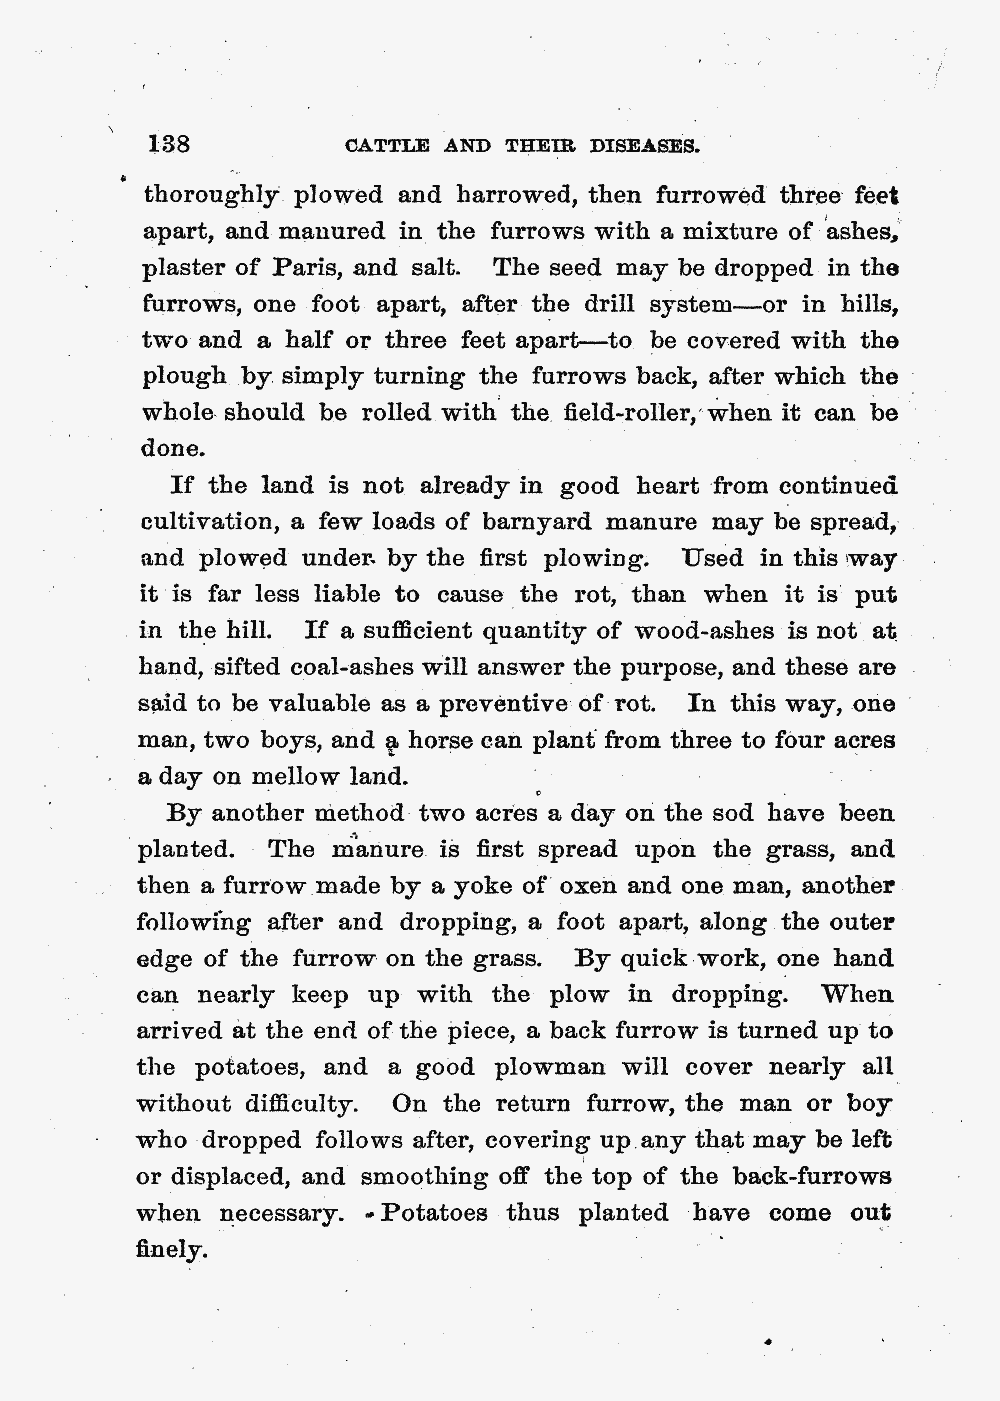 138 CATTLE AND THEIR DISEASES.
thoroughly plowed and harrowed, then furrowed three feet
apart, and manured in the furrows with a mixture of ashes,
plaster of Paris, and salt. The seed may be dropped in the
furrows, one foot apart, after the drill system—or in hills,
two and a half or three feet apart—to be covered with the
plough by simply turning the furrows back, after which the
whole should be rolled with the field-roller, when it can be
done.
If the land is not already in good heart from continued
cultivation, a few loads of barnyard manure may be spread,
and plowed under by the first plowing. Used in this way
it is far less liable to cause the rot, than when it is put
in the hill. If a sufficient quantity of wood-ashes is not at
hand, sifted coal-ashes will answer the purpose, and these are
said to be valuable as a preventive of rot. In this way, one
man, two boys, and a horse can plant from three to four acres
a day on mellow land.
By another method two acres a day on the sod have been
planted. The manure is first spread upon the grass, and
then a furrow made by a yoke of oxen and one man, another
following after and dropping, a foot apart, along the outer
edge of the furrow on the grass. By quick work, one hand
can nearly keep up with the plow in dropping. When
arrived at the end of the piece, a back furrow is turned up to
the potatoes, and a good plowman will cover nearly all
without difficulty. On the return furrow, the man or boy
who dropped follows after, covering up any that may be left
or displaced, and smoothing off the top of the back-furrows
when necessary. Potatoes thus planted have come out
finely.